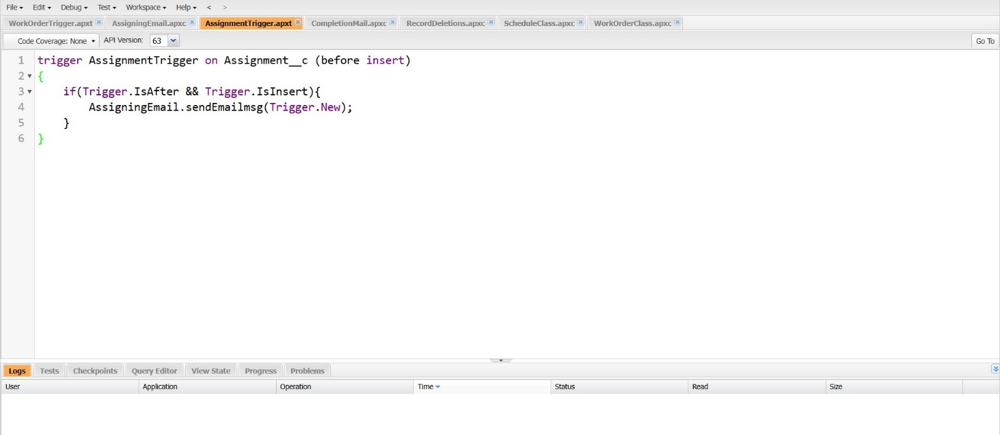 File Edit Debug Test Workspace Help < >
WorkOrderTrigger.apxt AssigningEmail.apxc AssignmentTrigger.apxt CompletionMail.apxc RecordDeletions.apxc ScheduleClass.apxc WorkOrderClass.apxc
Code Coverage: None API Version: 63 Go To
1 trigger AssignmentTrigger on Assignment__c (before insert)
2 {
3 if(Trigger.IsAfter && Trigger.IsInsert){
4 AssigningEmail.sendEmailmsg(Trigger.New);
5 }
6 }
Logs Tests Checkpoints Query Editor View State Progress Problems
User Application Operation Time Status Read Size